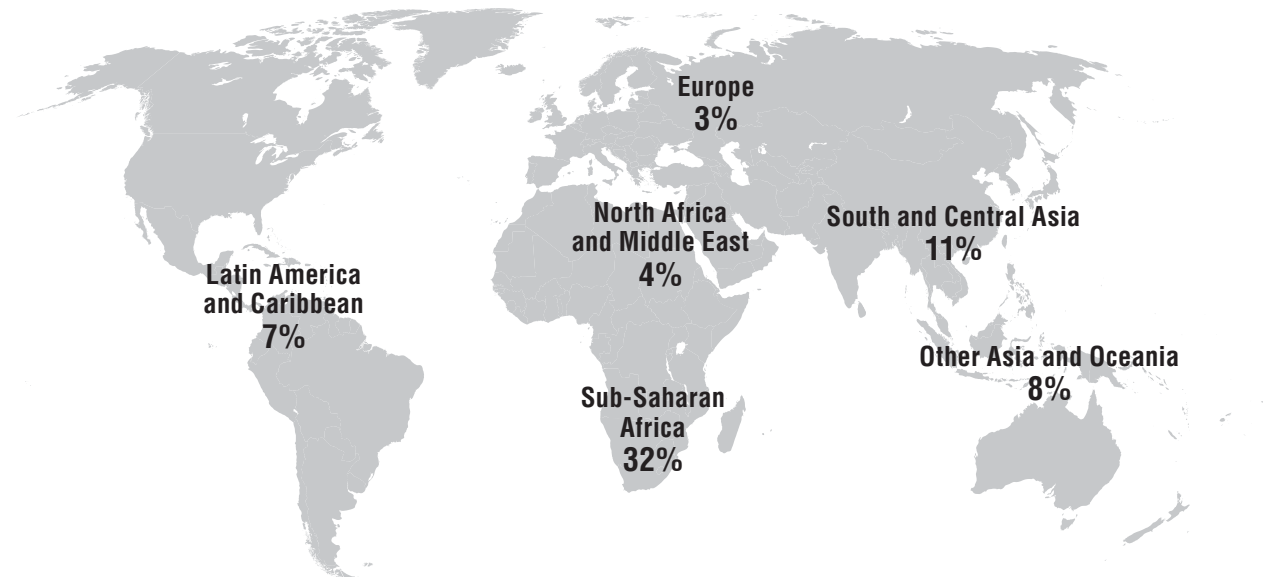 Europe
3%
North Africa
and Middle East
4%
South and Central Asia
11%
Latin America
and Caribbean
7%
Other Asia and Oceania
8%
Sub-Saharan
Africa
32%